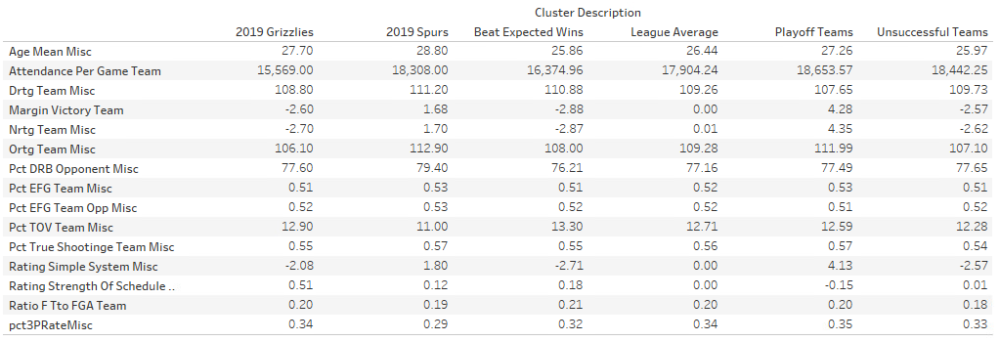 Cluster Description
2019 Grizzlies 2019 Spurs Beat Expected Wins League Average Playoff Teams Unsuccessful Teams
Age Mean Misc 27.70 28.80 25.86 26.44 27.26 25.97
Attendance Per Game Team 15,569.00 18,308.00 16,374.96 17,904.24 18,653.57 18,442.25
Drtg Team Misc 108.80 111.20 110.88 109.26 107.65 109.73
Margin Victory Team -2.60 1.68 -2.88 0.00 4.28 -2.57
Nrtg Team Misc -2.70 1.70 -2.87 0.01 4.35 -2.62
Ortg Team Misc 106.10 112.90 108.00 109.28 111.99 107.10
Pct DRB Opponent Misc 77.60 79.40 76.21 77.16 77.49 77.65
Pct EFG Team Misc 0.51 0.53 0.51 0.52 0.53 0.51
Pct EFG Team Opp Misc 0.52 0.53 0.52 0.52 0.51 0.52
Pct TOV Team Misc 12.90 11.00 13.30 12.71 12.59 12.28
Pct True Shootinge Team Misc 0.55 0.57 0.55 0.56 0.57 0.54
Rating Simple System Misc -2.08 1.80 -2.71 0.00 4.13 -2.57
Rating Strength Of Schedule .. 0.51 0.12 0.18 0.00 -0.15 0.01
Ratio F Tto FGA Team 0.20 0.19 0.21 0.20 0.20 0.18
pct3PRateMisc 0.34 0.29 0.32 0.34 0.35 0.33